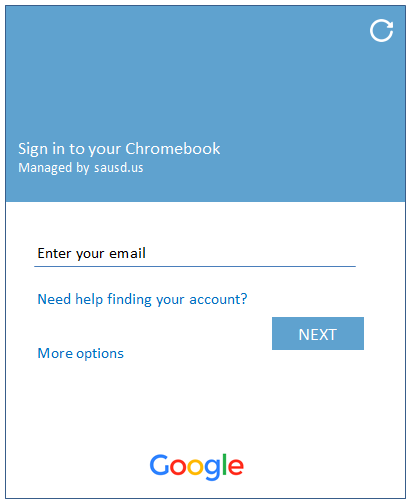 Sign in to your Chromebook
Managed by sausd.us
Enter your email
Need help finding your account?
NEXT
More options
Google